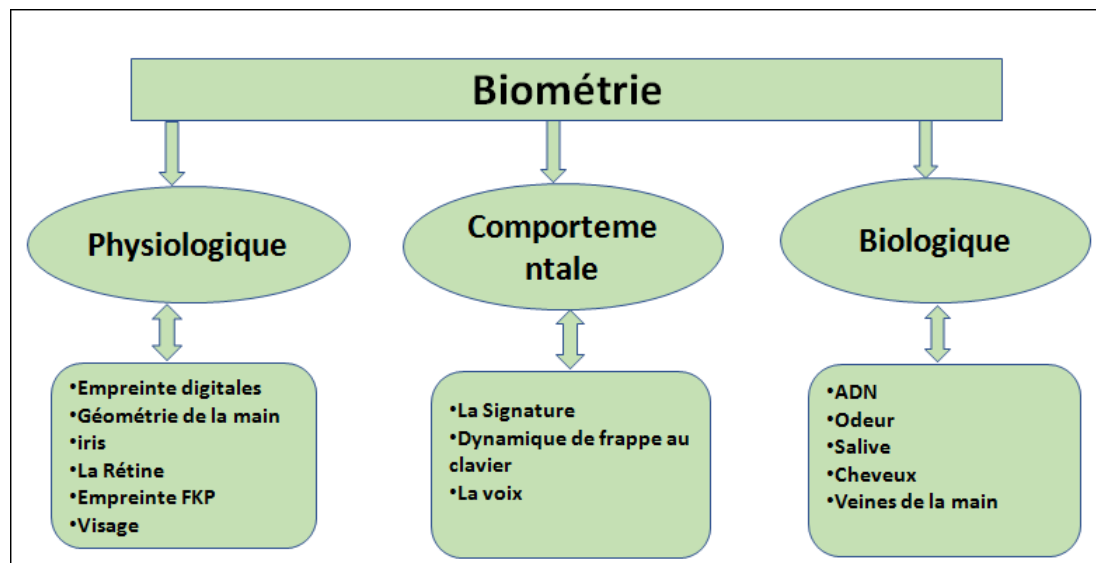 Biométrie
Physiologique
Comporteme
ntale
Biologique
•Empreinte digitales
•Géométrie de la main
•iris
•La Rétine
•Empreinte FKP
•Visage
•La Signature
•Dynamique de frappe au
clavier
•La voix
•ADN
•Odeur
•Salive
•Cheveux
•Veines de la main